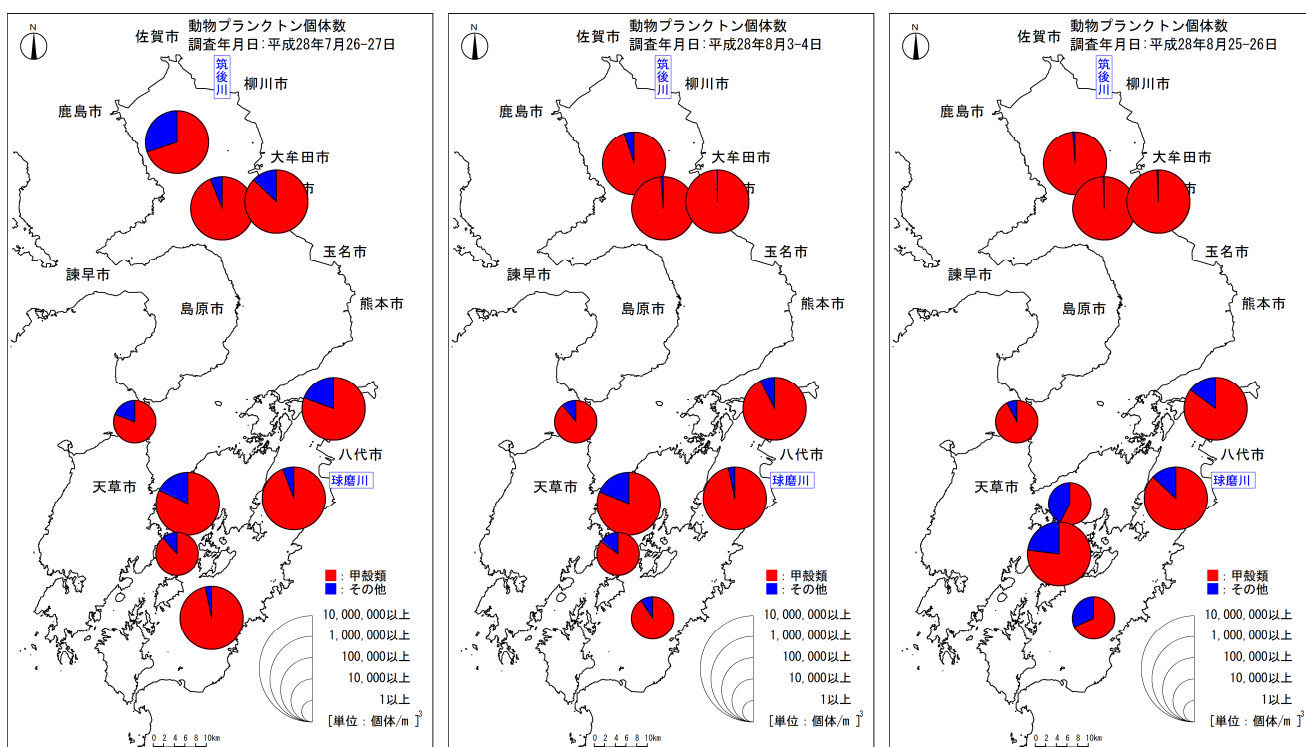 動物プランクトン個体数
調査年月日:平成28年7月26-27日
N
佐賀市
筑後川
柳川市
鹿島市
大牟田市
市
玉名市
諫早市
島原市
熊本市
八代市
天草市
球磨川
:甲殻類
:その他
10,000,000以上
1,000,000以上
100,000以上
10,000以上
1以上
[単位:個体/m3]
0 2 4 6 8 10km
動物プランクトン個体数
調査年月日:平成28年8月3-4日
N
佐賀市
筑後川
柳川市
鹿島市
大牟田市
玉名市
諫早市
島原市
熊本市
八代市
天草市
球磨川
:甲殻類
:その他
10,000,000以上
1,000,000以上
100,000以上
10,000以上
1以上
[単位:個体/m3]
0 2 4 6 8 10km
動物プランクトン個体数
調査年月日:平成28年8月25-26日
N
佐賀市
筑後川
柳川市
鹿島市
大牟田市
玉名市
諫早市
島原市
熊本市
八代市
天草市
球磨川
:甲殻類
:その他
10,000,000以上
1,000,000以上
100,000以上
10,000以上
1以上
[単位:個体/m3]
0 2 4 6 8 10km